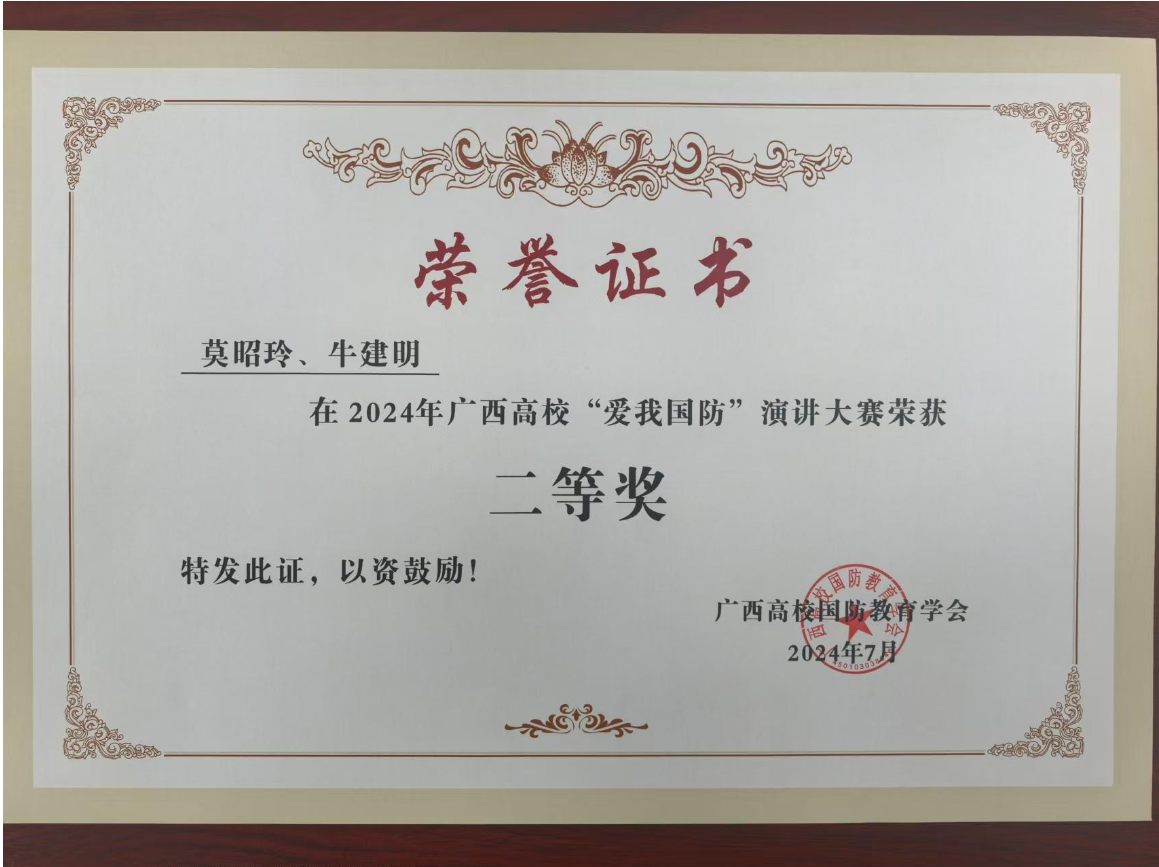 荣誉证书
莫昭玲、牛建明
在2024年广西高校“爱我国防”演讲大赛荣获
二等奖
特发此证，以资鼓励！
广西高校国防教育学会
2024年7月